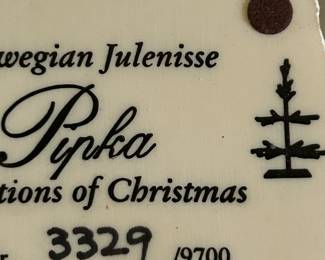 wegian Julenisse
Pipka
tions of Christmas
r 3329 /9700